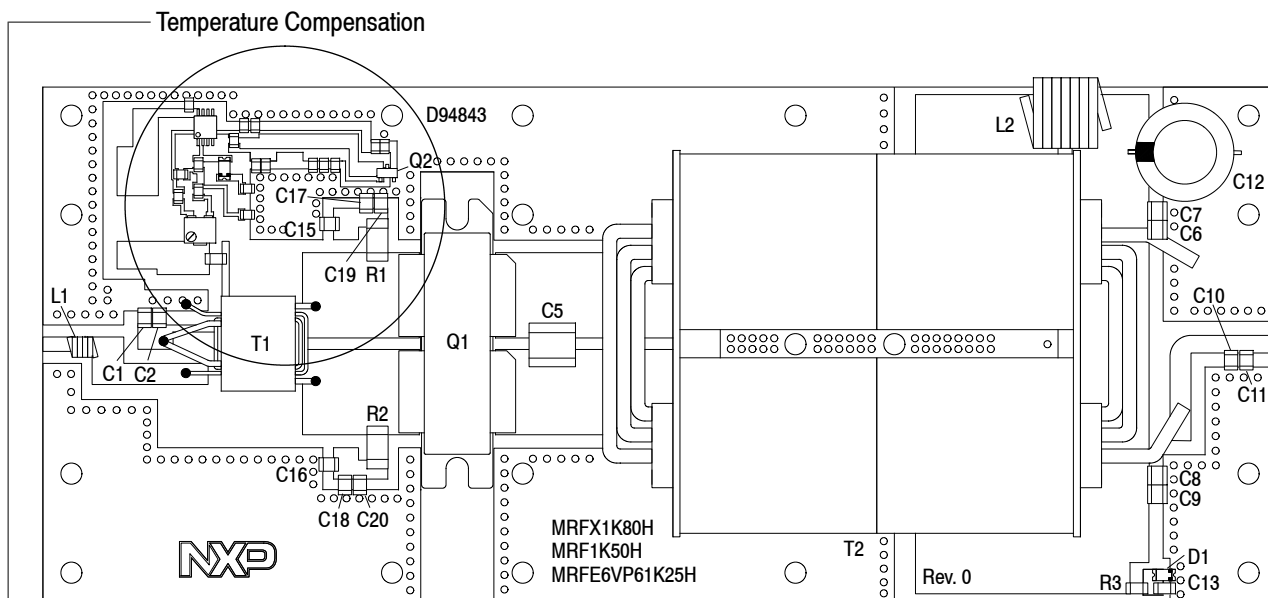 Temperature Compensation
D94843
L2
Q2
C12
C17
C15
C7
C6
C19
R1
L1
C10
C5
T1
Q1
C1
C2
C11
R2
C16
C8
C9
C18
C20
MRFX1K80H
MRF1K50H
MRFE6VP61K25H
NXP
T2
D1
Rev. 0
R3
C13